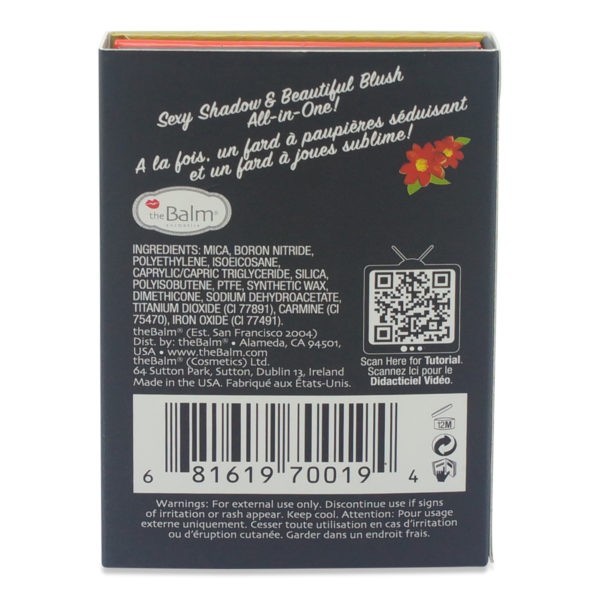 Sexy Shadow & Beautiful Blush
All-in-One!
A la fois, un fard à paupières séduisant
et un fard à joues sublime!
theBalm®
cosmetics
INGREDIENTS: MICA, BORON NITRIDE,
POLYETHYLENE, ISOEICOSANE,
CAPRYLIC/CAPRIC TRIGLYCERIDE, SILICA,
POLYISOBUTENE, PTFE, SYNTHETIC WAX,
DIMETHICONE, SODIUM DEHYDROACETATE,
TITANIUM DIOXIDE (CI 77891), CARMINE (CI
75470), IRON OXIDE (CI 77491).
theBalm® (Est. San Francisco 2004)
Dist. by: theBalm® • Alameda, CA 94501,
USA • www.theBalm.com
theBalm® (Cosmetics) Ltd.
64 Sutton Park, Sutton, Dublin 13, Ireland
Made in the USA. Fabriqué aux États-Unis.
Scan Here for Tutorial.
Scannez Ici pour le
Didacticiel Vidéo.
12M
6 81619 70019 4
Warnings: For external use only. Discontinue use if signs
of irritation or rash appear. Keep cool. Attention: Pour usage
externe uniquement. Cesser toute utilisation en cas d'irritation
ou d'éruption cutanée. Garder dans un endroit frais.